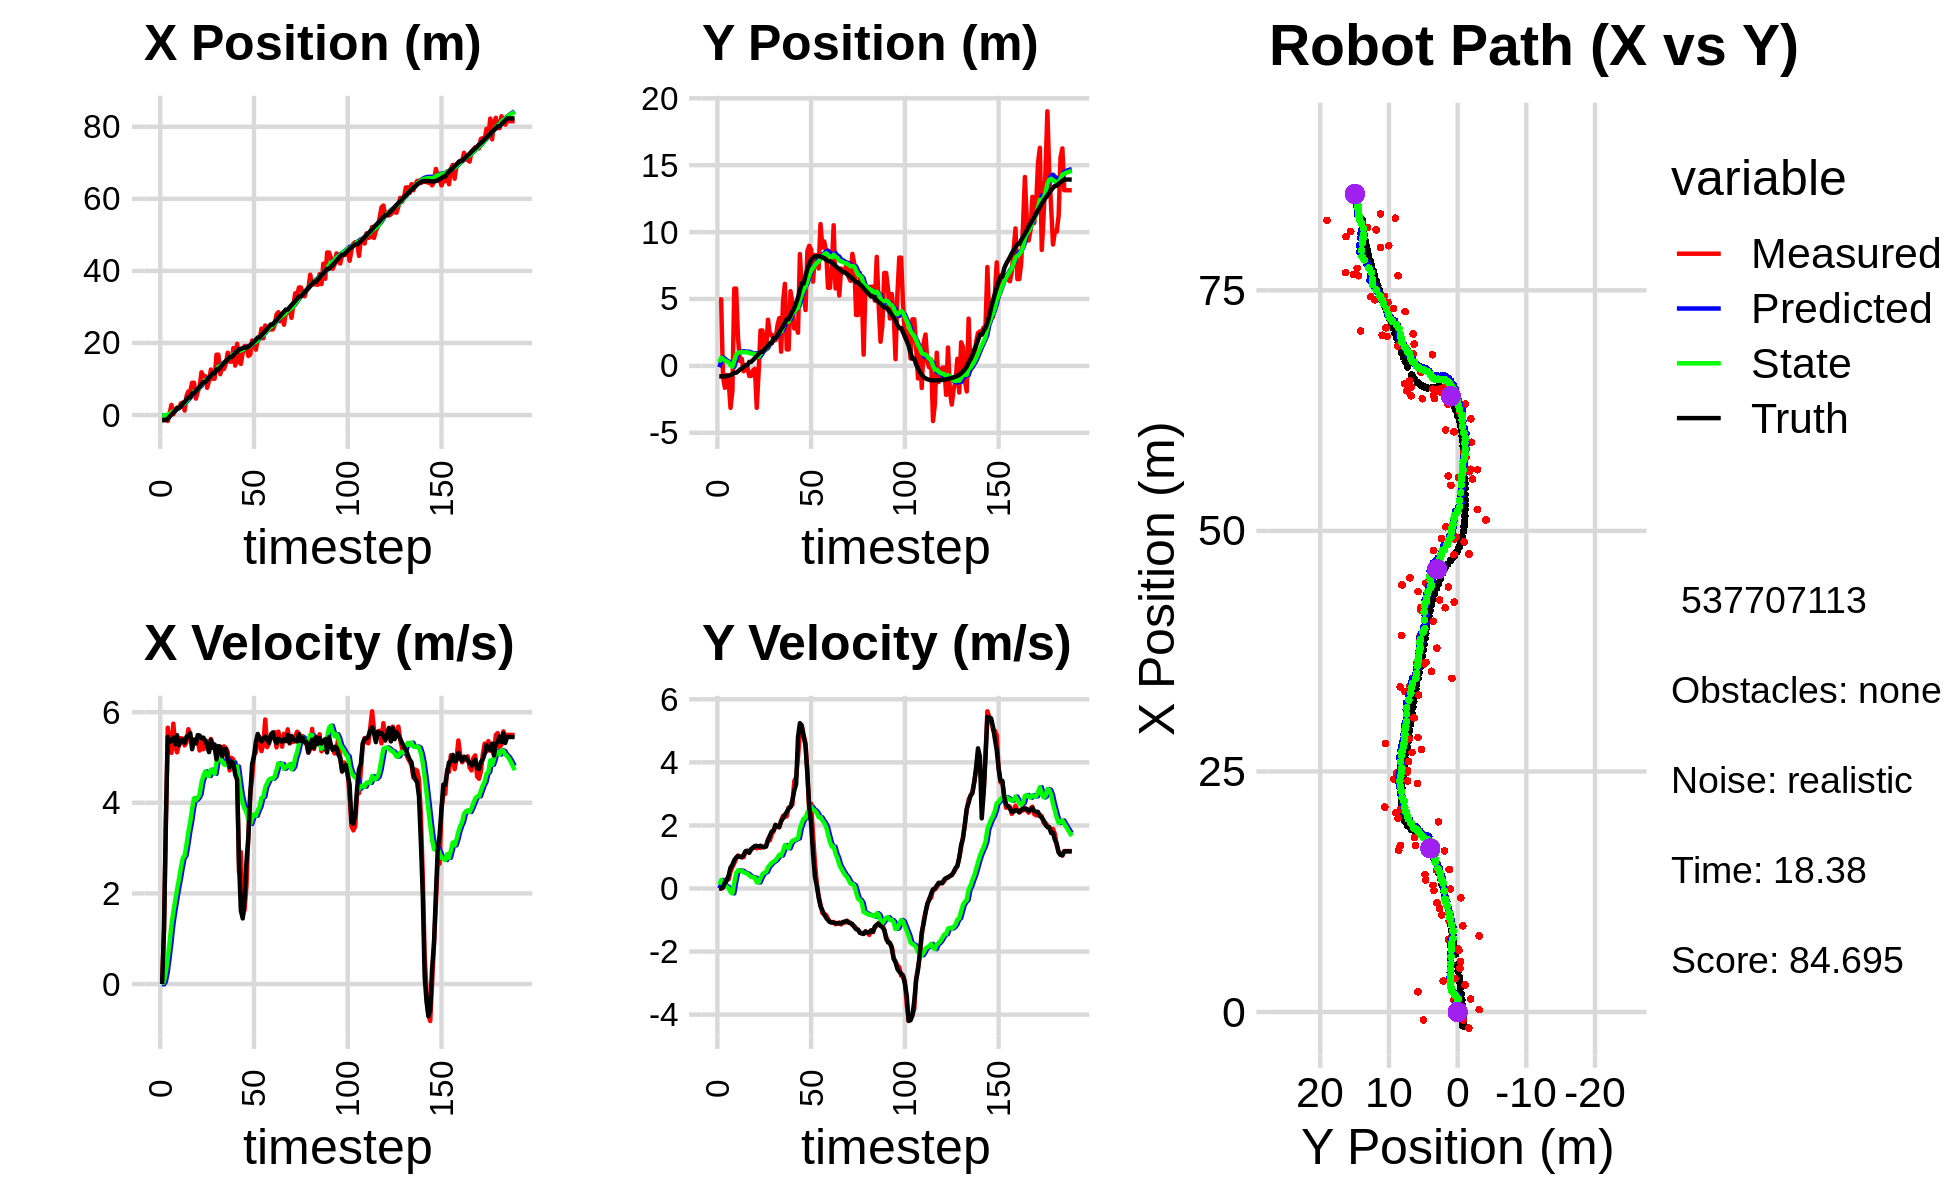 X Position (m)
80
60
40
20
0
0
50
100
150
timestep
Y Position (m)
20
15
10
5
0
-5
0
50
100
150
timestep
X Velocity (m/s)
6
4
2
0
0
50
100
150
timestep
Y Velocity (m/s)
6
4
2
0
-2
-4
0
50
100
150
timestep
Robot Path (X vs Y)
X Position (m)
75
50
25
0
20 10 0 -10 -20
Y Position (m)
variable
Measured
Predicted
State
Truth
537707113
Obstacles: none
Noise: realistic
Time: 18.38
Score: 84.695